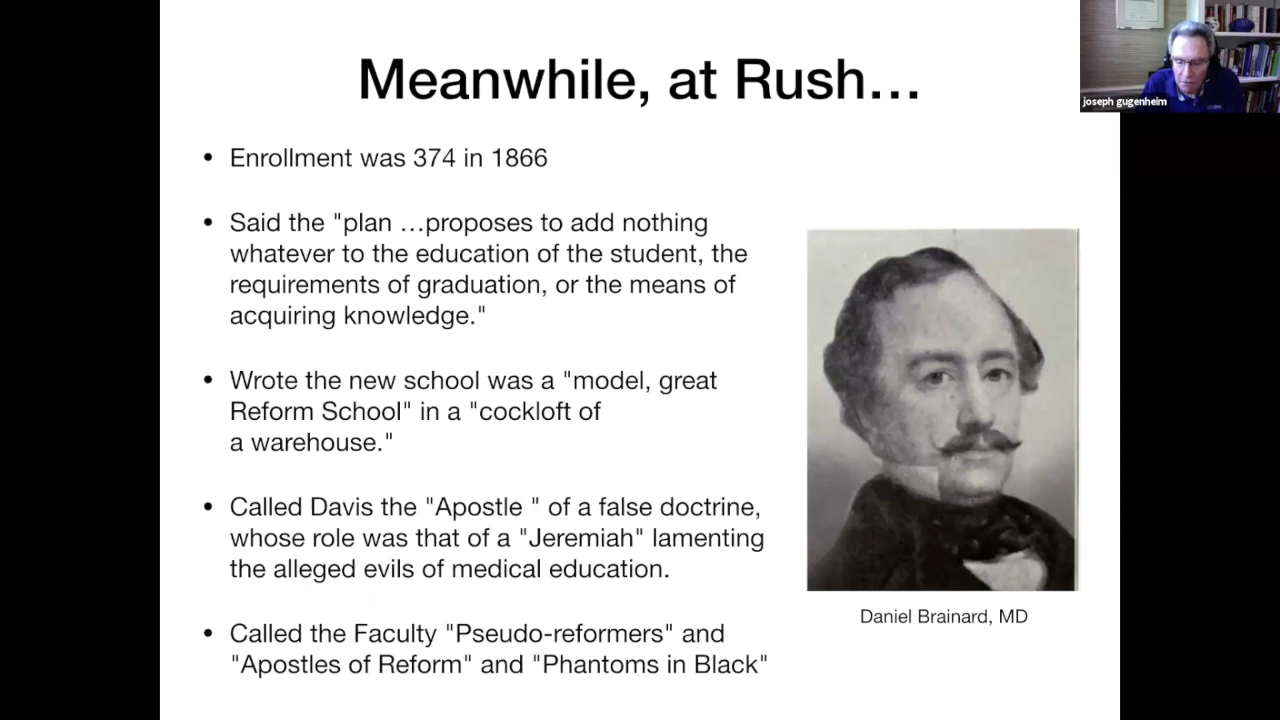 Meanwhile, at Rush…
joseph gugenheim
• Enrollment was 374 in 1866
• Said the "plan …proposes to add nothing
whatever to the education of the student, the
requirements of graduation, or the means of
acquiring knowledge."
• Wrote the new school was a "model, great
Reform School" in a "cockloft of
a warehouse."
• Called Davis the "Apostle " of a false doctrine,
whose role was that of a "Jeremiah" lamenting
the alleged evils of medical education.
• Called the Faculty "Pseudo-reformers" and
"Apostles of Reform" and "Phantoms in Black"
Daniel Brainard, MD